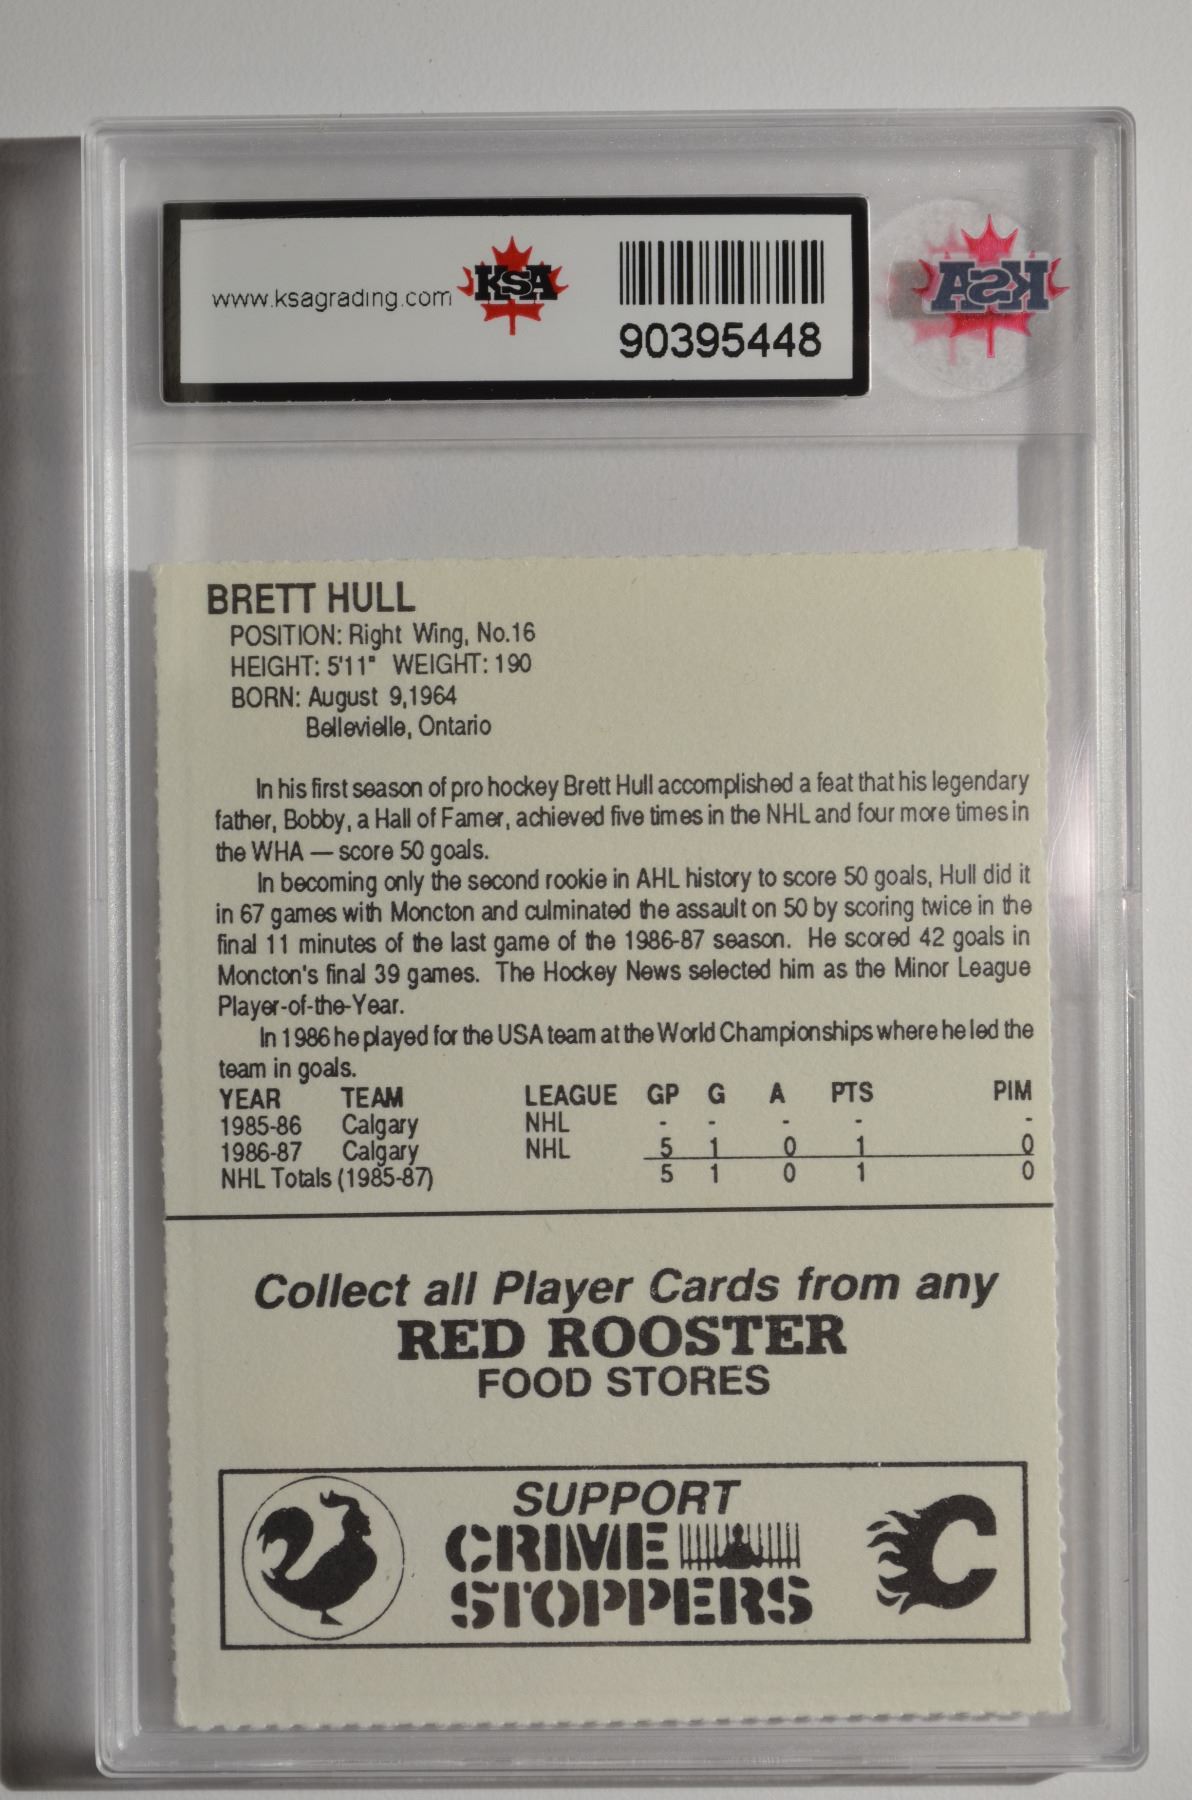 www.ksagrading.com
KSA
90395448
KSA
BRETT HULL
POSITION: Right Wing, No.16
HEIGHT: 5'11" WEIGHT: 190
BORN: August 9,1964
Bellevielle, Ontario
In his first season of pro hockey Brett Hull accomplished a feat that his legendary
father, Bobby, a Hall of Famer, achieved five times in the NHL and four more times in
the WHA — score 50 goals.
In becoming only the second rookie in AHL history to score 50 goals, Hull did it
in 67 games with Moncton and culminated the assault on 50 by scoring twice in the
final 11 minutes of the last game of the 1986-87 season. He scored 42 goals in
Moncton's final 39 games. The Hockey News selected him as the Minor League
Player-of-the-Year.
In 1986 he played for the USA team at the World Championships where he led the
team in goals.
YEAR TEAM LEAGUE GP G A PTS PIM
1985-86 Calgary NHL - - - - -
1986-87 Calgary NHL 5 1 0 1 0
NHL Totals (1985-87) 5 1 0 1 0
Collect all Player Cards from any
RED ROOSTER
FOOD STORES
SUPPORT
CRIME
STOPPERS
C